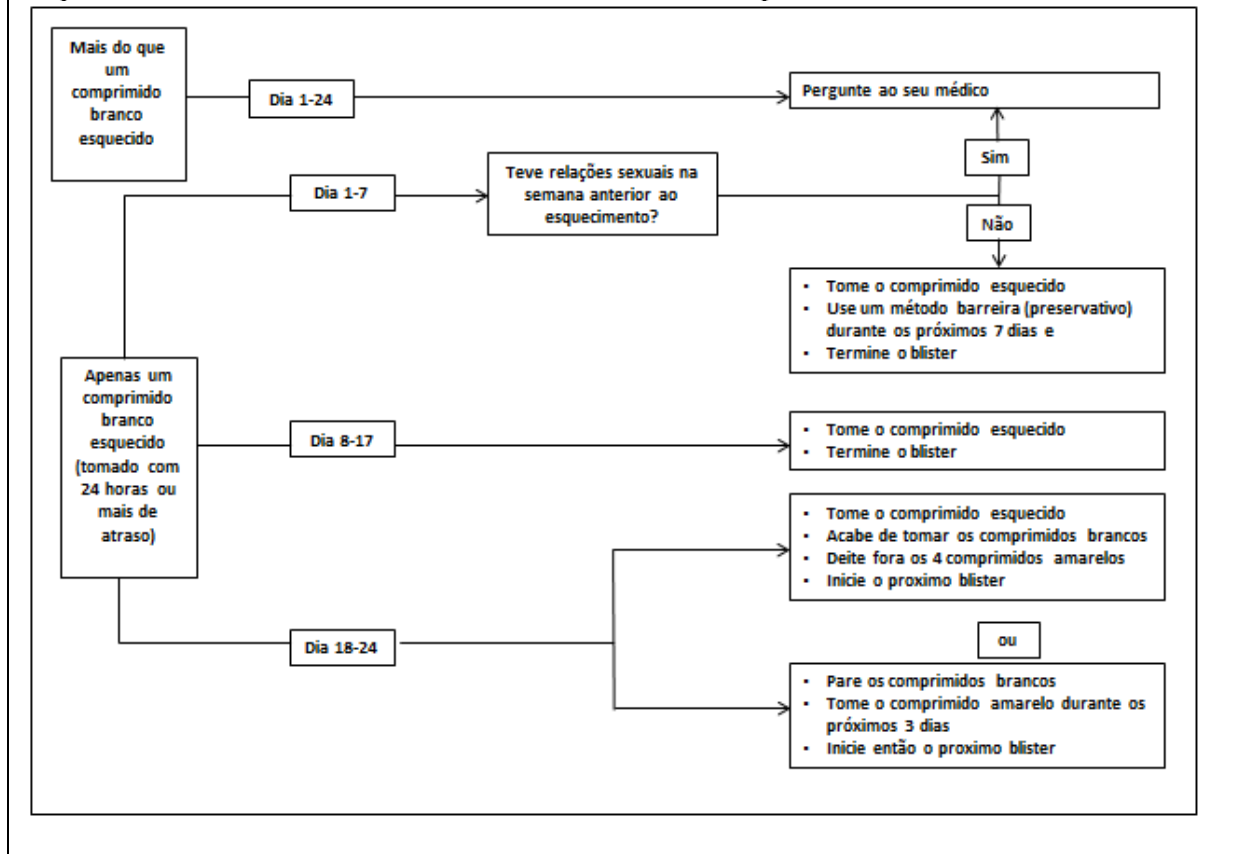 Mais do que
um
comprimido
branco
esquecido
Dia 1-24
Pergunte ao seu médico
Sim
Dia 1-7
Teve relações sexuais na
semana anterior ao
esquecimento?
Não
• Tome o comprimido esquecido
• Use um método barreira (preservativo)
durante os próximos 7 dias e
• Termine o blister
Apenas um
comprimido
branco
esquecido
(tomado com
24 horas ou
mais de
atraso)
Dia 8-17
• Tome o comprimido esquecido
• Termine o blister
• Tome o comprimido esquecido
• Acabe de tomar os comprimidos brancos
• Deite fora os 4 comprimidos amarelos
• Inicie o proximo blister
Dia 18-24
ou
• Pare os comprimidos brancos
• Tome o comprimido amarelo durante os
próximos 3 dias
• Inicie então o proximo blister